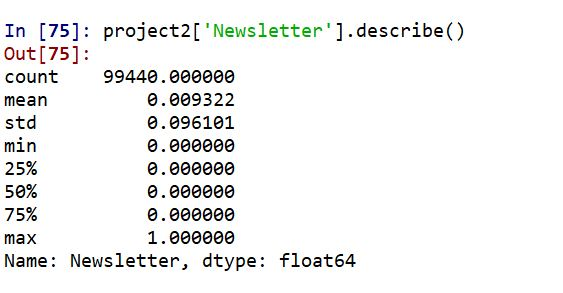 In [75]: project2['Newsletter'].describe()
Out[75]:
count    99440.000000
mean         0.009322
std          0.096101
min          0.000000
25%          0.000000
50%          0.000000
75%          0.000000
max          1.000000
Name: Newsletter, dtype: float64